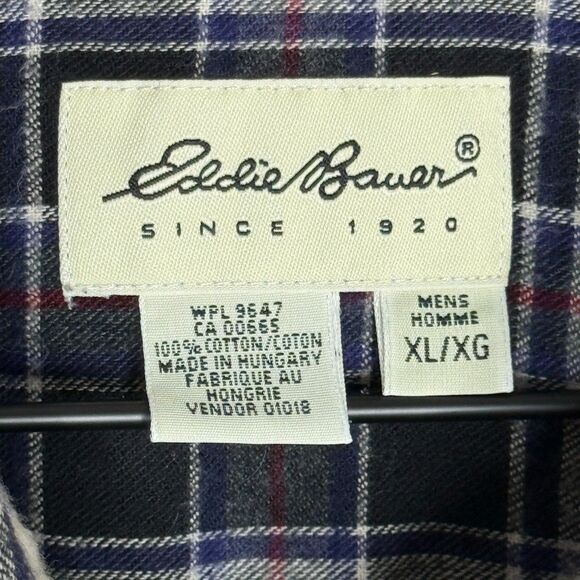 Eddie Bauer®
SINCE 1920
WPL 9647
CA 00665
100% COTTON/COTON
MADE IN HUNGARY
FABRIQUE AU
HONGRIE
VENDOR 01018
MENS
HOMME
XL/XG